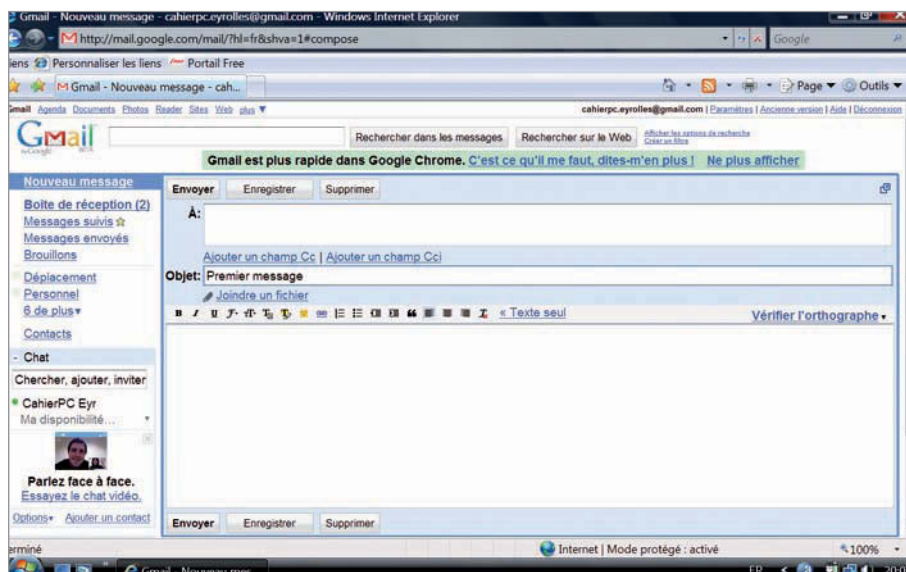 Gmail - Nouveau message - cahierpc.eyrolles@gmail.com - Windows Internet Explorer
http://mail.google.com/mail/?hl=fr&shva=1#compose
Google
iens Personnaliser les liens Portail Free
Gmail - Nouveau message - cah...
Page Outils
Gmail Agenda Documents Photos Reader Sites Web plus
cahierpc.eyrolles@gmail.com | Paramètres | Ancienne version | Aide | Déconnexion
Gmail
by Google BETA
Rechercher dans les messages Rechercher sur le Web
Afficher les options de recherche
Créer un filtre
Gmail est plus rapide dans Google Chrome. C'est ce qu'il me faut, dites-m'en plus ! Ne plus afficher
Nouveau message
Boîte de réception (2)
Messages suivis
Messages envoyés
Brouillons
Déplacement
Personnel
6 de plus
Contacts
- Chat
Chercher, ajouter, inviter
CahierPC Eyr
Ma disponibilité...
Parlez face à face.
Essayez le chat vidéo.
Options Ajouter un contact
Envoyer Enregistrer Supprimer
À:
Ajouter un champ Cc | Ajouter un champ Cci
Objet: Premier message
Joindre un fichier
« Texte seul
Vérifier l'orthographe
Envoyer Enregistrer Supprimer
erminé
Internet | Mode protégé : activé
100%
Gmail - Nouveau mes...
FR
20:0